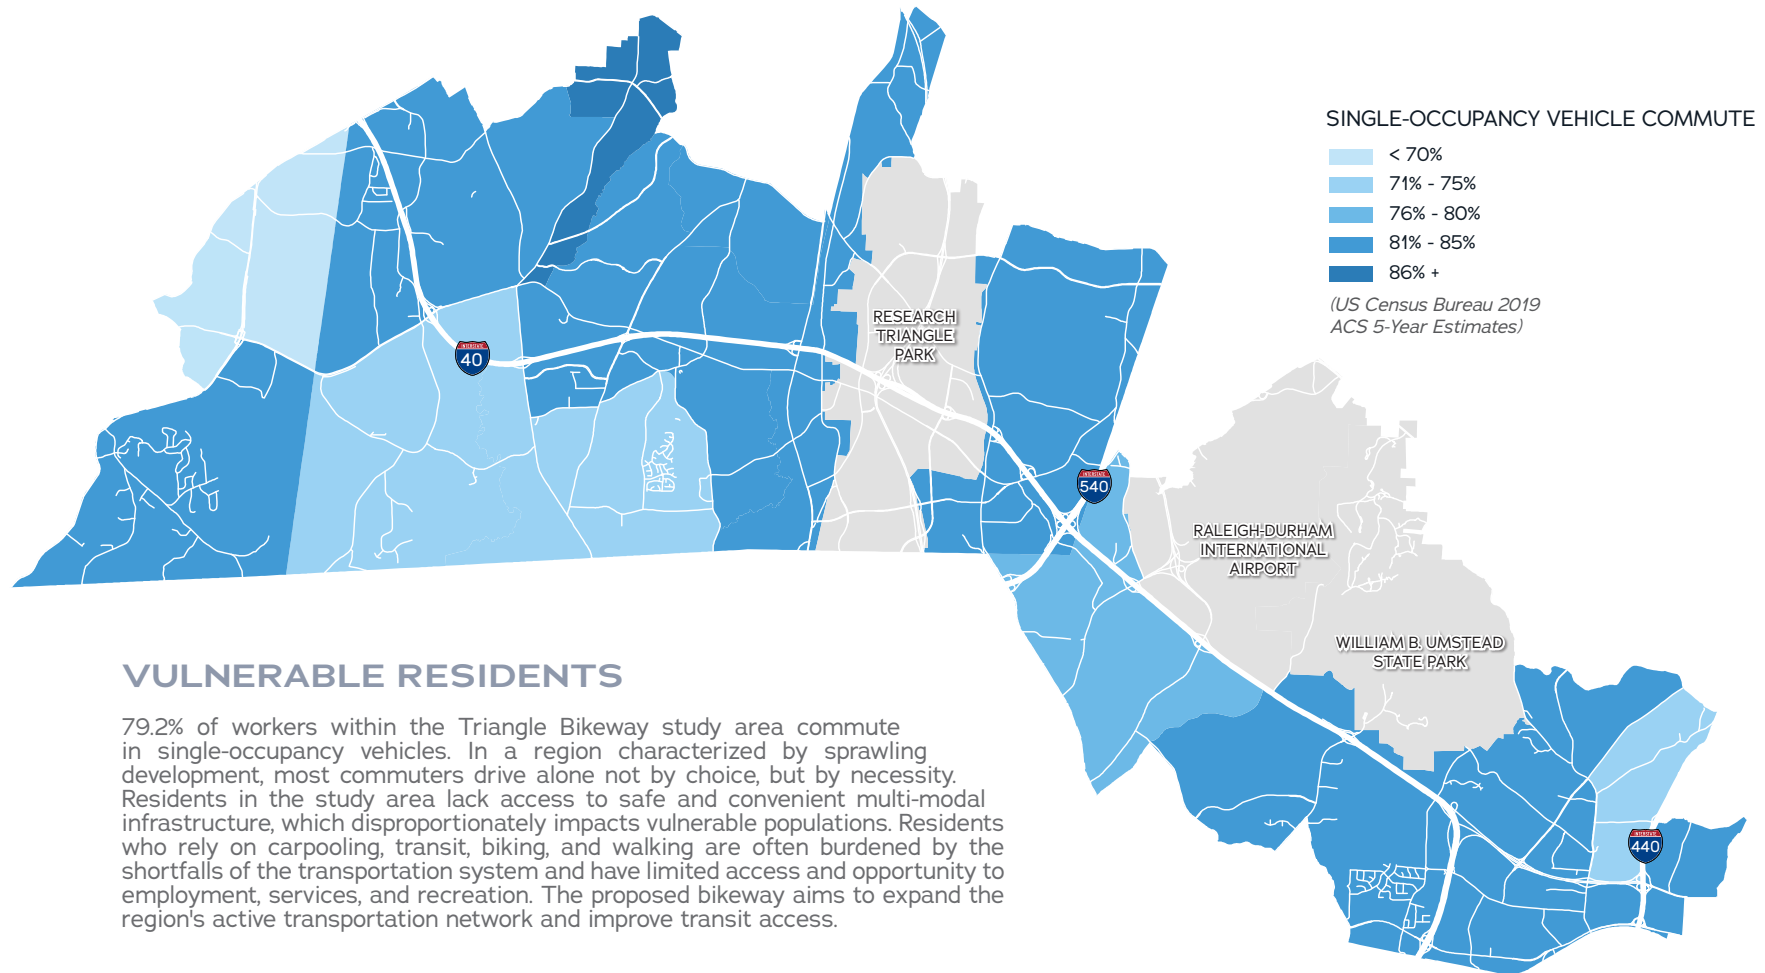 SINGLE-OCCUPANCY VEHICLE COMMUTE
< 70%
71% - 75%
76% - 80%
81% - 85%
86% +
(US Census Bureau 2019
ACS 5-Year Estimates)
RESEARCH
TRIANGLE
PARK
INTERSTATE
40
INTERSTATE
540
RALEIGH-DURHAM
INTERNATIONAL
AIRPORT
WILLIAM B. UMSTEAD
STATE PARK
INTERSTATE
440
VULNERABLE RESIDENTS
79.2% of workers within the Triangle Bikeway study area commute
in single-occupancy vehicles. In a region characterized by sprawling
development, most commuters drive alone not by choice, but by necessity.
Residents in the study area lack access to safe and convenient multi-modal
infrastructure, which disproportionately impacts vulnerable populations. Residents
who rely on carpooling, transit, biking, and walking are often burdened by the
shortfalls of the transportation system and have limited access and opportunity to
employment, services, and recreation. The proposed bikeway aims to expand the
region's active transportation network and improve transit access.